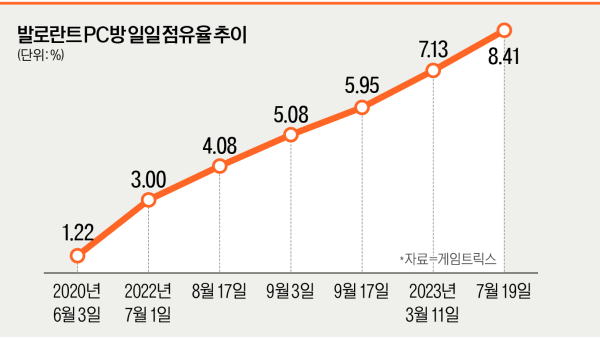 발로란트 PC방 일일 점유율 추이
(단위:%)
1.22
3.00
4.08
5.08
5.95
7.13
8.41
*자료=게임트릭스
2020년
6월 3일
2022년
7월 1일
8월 17일
9월 3일
9월 17일
2023년
3월 11일
7월 19일